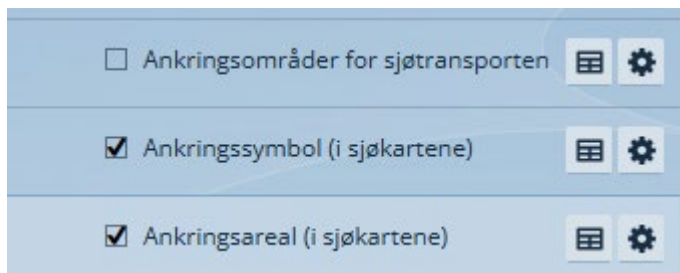 Ankringsområder for sjøtransporten
Ankringssymbol (i sjøkartene)
Ankringsareal (i sjøkartene)